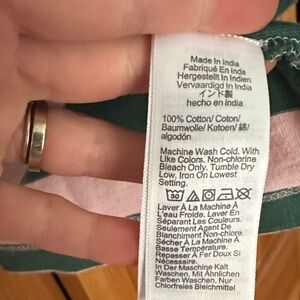 Made In India
Fabriqué En Inde
Hergestellt In Indien
Vervaardigd In India
インド製
hecho en india
100% Cotton/ Coton/
Baumwolle/ Katoen/ 綿/
algodón
Machine Wash Cold. With
Like Colors. Non-chlorine
Bleach Only. Tumble Dry
Low. Iron On Lowest
Setting.
30
Laver À La Machine À
L'eau Froide. Laver En
Séparant Les Couleurs.
Seulement Agent De
Blanchiment Non-chlore.
Sécher À La Machine À
Basse Température.
Repasser À Fer Doux Si
Nécessaire.
In Der Maschine Kalt
Waschen, Mit Ähnlichen
Farben Waschen. Nur
Chlorfreies Bleichmittel